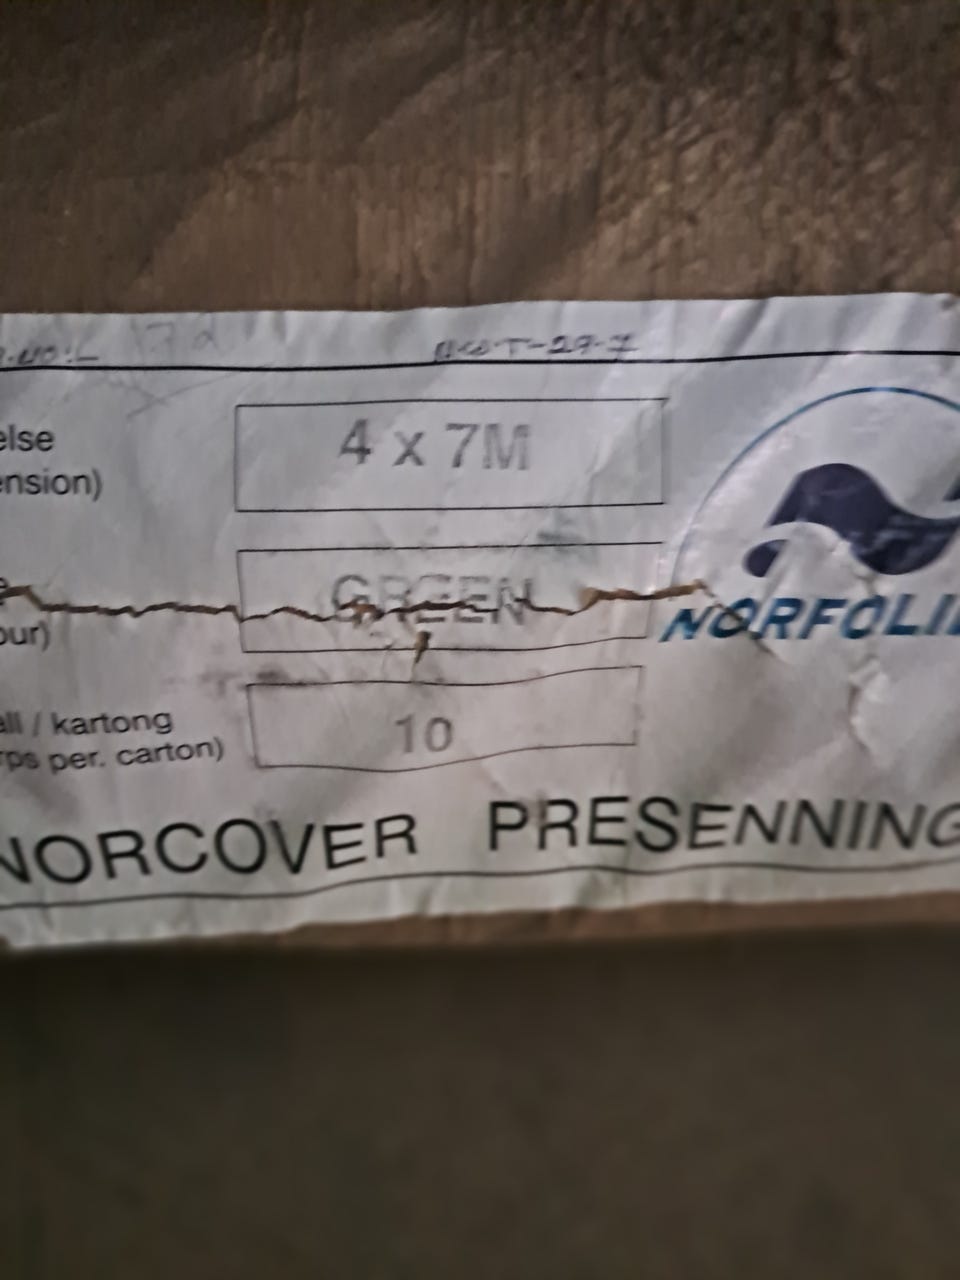 4 x 7M
else
ension)
GREEN
our)
NORFOLI
all / kartong
10
rps per. carton)
NORCOVER PRESENNING